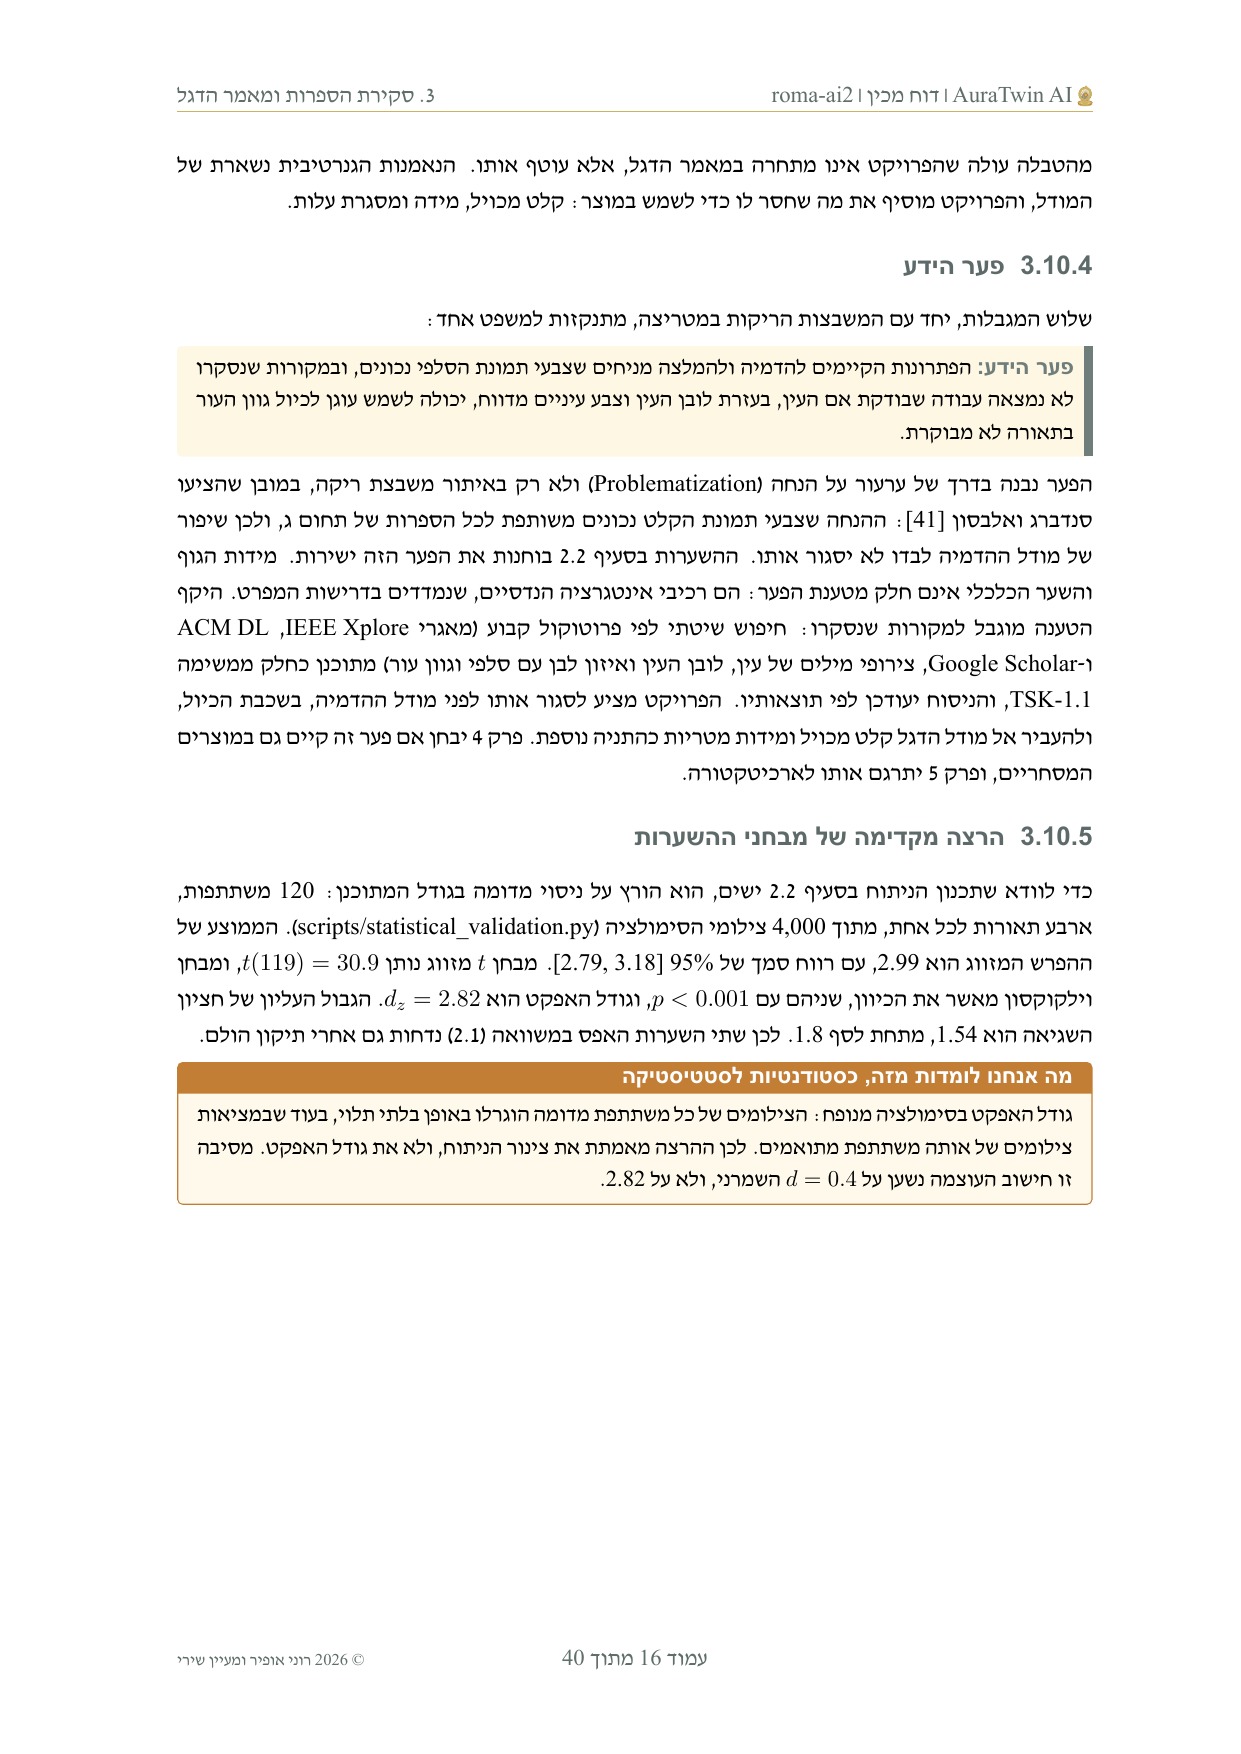 AuraTwin AI | דוח מכין | roma-ai2
3. סקירת הספרות ומאמר הדגל
מהטבלה עולה שהפרויקט אינו מתחרה במאמר הדגל, אלא עוטף אותו. הנאמנות הגנרטיבית נשארת של
המודל, והפרויקט מוסיף את מה שחסר לו כדי לשמש במוצר: קלט מכויל, מידה ומסגרת עלות.
3.10.4 פער הידע
שלוש המגבלות, יחד עם המשבצות הריקות במטריצה, מתנקזות למשפט אחד:
פער הידע: הפתרונות הקיימים להדמיה ולהמלצה מניחים שצבעי תמונת הסלפי נכונים, ובמקורות שנסקרו
לא נמצאה עבודה שבודקת אם העין, בעזרת לובן העין וצבע עיניים מדווח, יכולה לשמש עוגן לכיול גוון העור
בתאורה לא מבוקרת.
הפער נבנה בדרך של ערעור על הנחה (Problematization) ולא רק באיתור משבצת ריקה, במובן שהציעו
סנדברג ואלבסון [41]: ההנחה שצבעי תמונת הקלט נכונים משותפת לכל הספרות של תחום ג, ולכן שיפור
של מודל ההדמיה לבדו לא יסגור אותו. ההשערות בסעיף 2.2 בוחנות את הפער הזה ישירות. מידות הגוף
והשער הכלכלי אינם חלק מטענת הפער: הם רכיבי אינטגרציה הנדסיים, שנמדדים בדרישות המפרט. היקף
הטענה מוגבל למקורות שנסקרו: חיפוש שיטתי לפי פרוטוקול קבוע (מאגרי IEEE Xplore, ACM DL
ו-Google Scholar, צירופי מילים של עין, לובן העין ואיזון לבן עם סלפי וגוון עור) מתוכנן כחלק ממשימה
TSK-1.1, והניסוח יעודכן לפי תוצאותיו. הפרויקט מציע לסגור אותו לפני מודל ההדמיה, בשכבת הכיול,
ולהעביר אל מודל הדגל קלט מכויל ומידות מטריות כהתניה נוספת. פרק 4 יבחן אם פער זה קיים גם במוצרים
המסחריים, ופרק 5 יתרגם אותו לארכיטקטורה.
3.10.5 הרצה מקדימה של מבחני ההשערות
כדי לוודא שתכנון הניתוח בסעיף 2.2 ישים, הוא הורץ על ניסוי מדומה בגודל המתוכנן: 120 משתתפות,
ארבע תאורות לכל אחת, מתוך 4,000 צילומי הסימולציה (scripts/statistical_validation.py). הממוצע של
ההפרש המזווג הוא 2.99, עם רווח סמך של 95% [2.79, 3.18]. מבחן t מזווג נותן t(119) = 30.9, ומבחן
וילקוקסון מאשר את הכיוון, שניהם עם p < 0.001, וגודל האפקט הוא d_z = 2.82. הגבול העליון של חציון
השגיאה הוא 1.54, מתחת לסף 1.8. לכן שתי השערות האפס במשוואה (2.1) נדחות גם אחרי תיקון הולם.
מה אנחנו לומדות מזה, כסטודנטיות לסטטיסטיקה
גודל האפקט בסימולציה מנופח: הצילומים של כל משתתפת מדומה הוגרלו באופן בלתי תלוי, בעוד שבמציאות
צילומים של אותה משתתפת מתואמים. לכן ההרצה מאמתת את צינור הניתוח, ולא את גודל האפקט. מסיבה
זו חישוב העוצמה נשען על d = 0.4 השמרני, ולא על 2.82.
עמוד 16 מתוך 40
© 2026 רוני אופיר ומעיין שירי